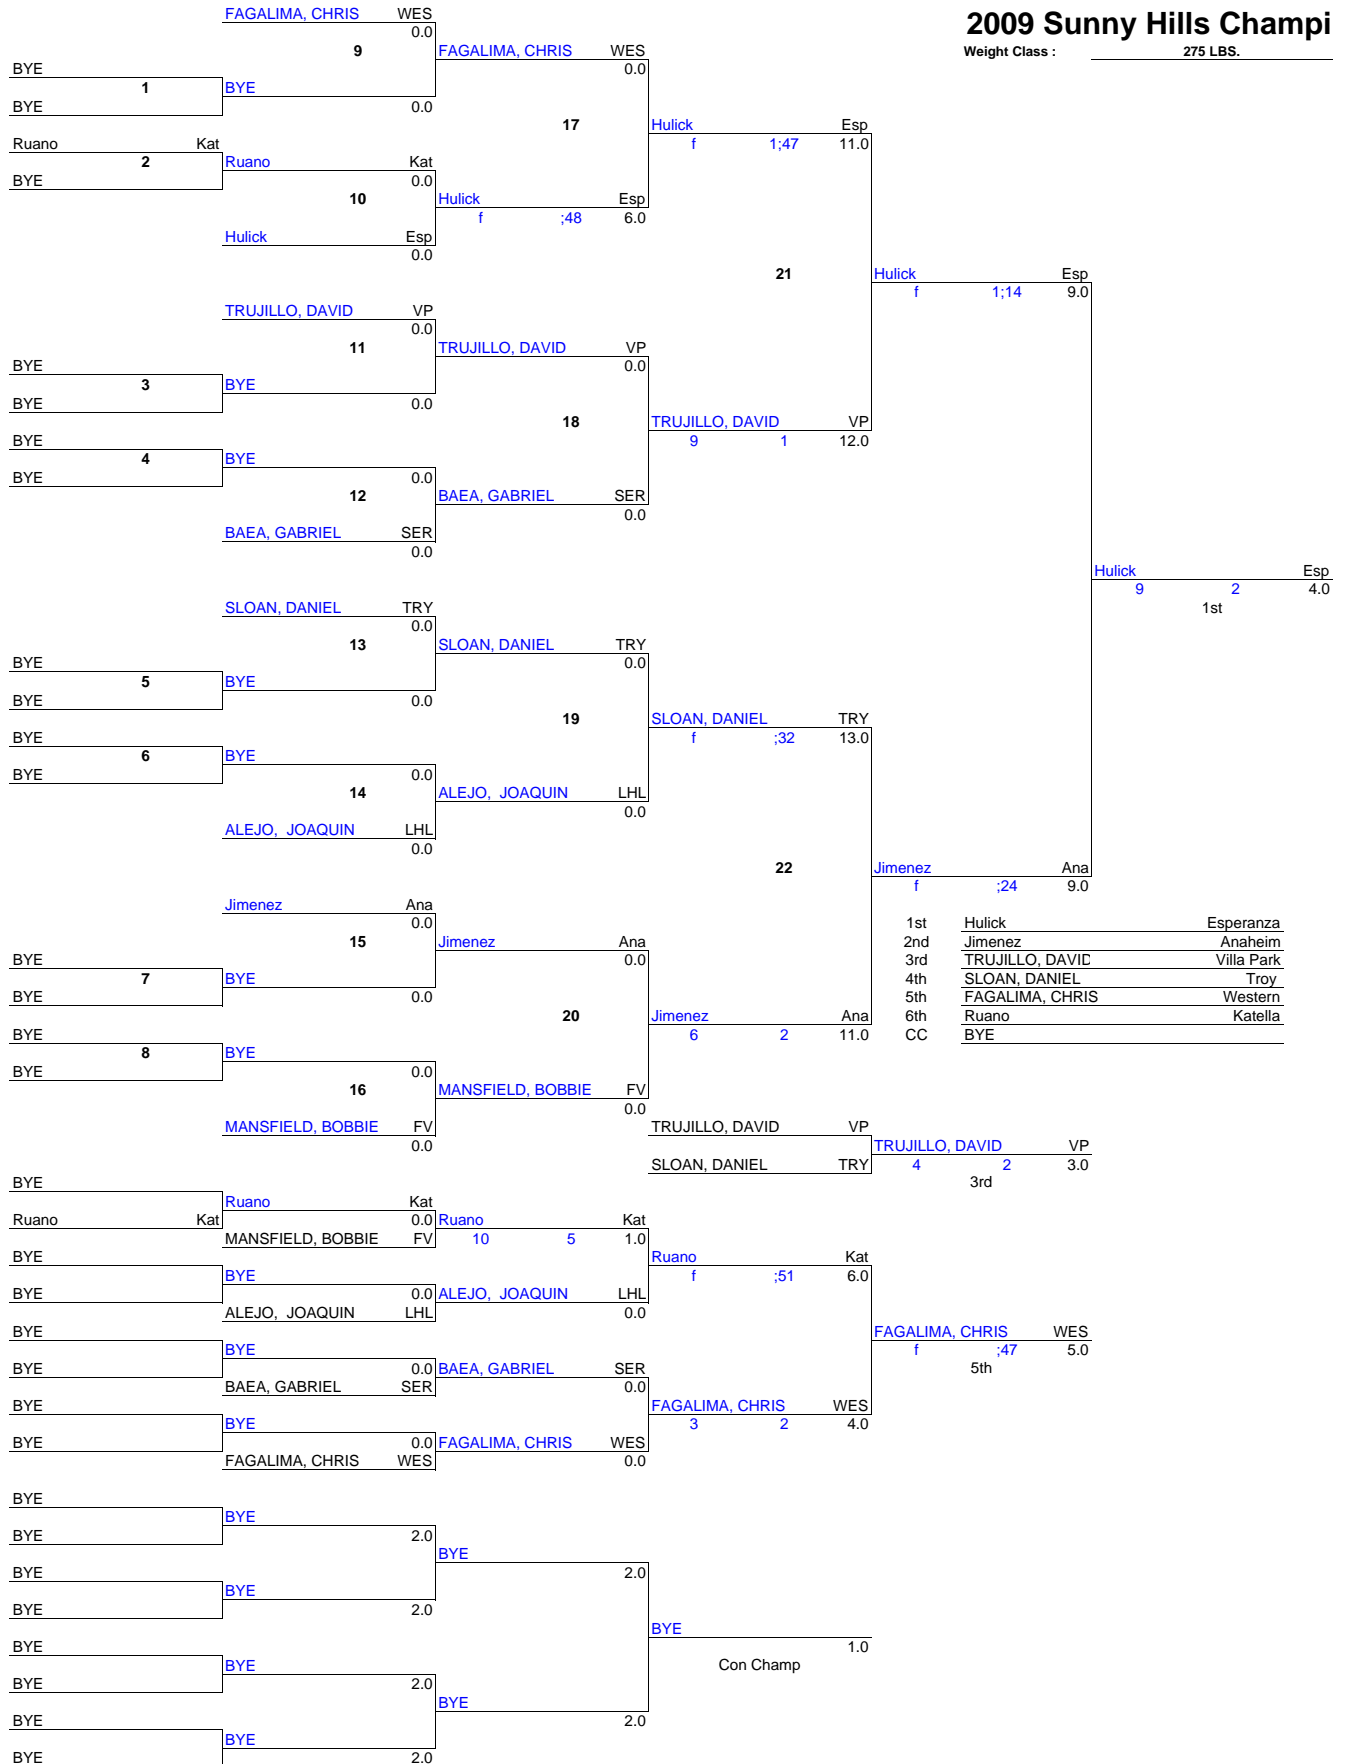 FAGALIMA, CHRIS WES 2009 Sunny Hills Champi
0.0
9 FAGALIMA, CHRIS WES Weight Class : 275 LBS.
BYE 0.0
1 BYE
BYE 0.0
17 Hulick Esp
Ruano Kat f 1;47 11.0
2 Ruano Kat
BYE 0.0
10 Hulick Esp
f ;48 6.0
Hulick Esp
0.0
21 Hulick Esp
f 1;14 9.0
TRUJILLO, DAVID VP
0.0
11 TRUJILLO, DAVID VP
BYE 0.0
3 BYE
BYE 0.0
18 TRUJILLO, DAVID VP
BYE 9 1 12.0
4 BYE
BYE 0.0
12 BAEA, GABRIEL SER
0.0
BAEA, GABRIEL SER
0.0
Hulick Esp
9 2 4.0
SLOAN, DANIEL TRY 1st
0.0
13 SLOAN, DANIEL TRY
BYE 0.0
5 BYE
BYE 0.0
19 SLOAN, DANIEL TRY
BYE f ;32 13.0
6 BYE
BYE 0.0
14 ALEJO, JOAQUIN LHL
0.0
ALEJO, JOAQUIN LHL
0.0
22 Jimenez Ana
f ;24 9.0
Jimenez Ana
0.0 1st Hulick Esperanza
15 Jimenez Ana 2nd Jimenez Anaheim
BYE 0.0 3rd TRUJILLO, DAVID Villa Park
7 BYE 4th SLOAN, DANIEL Troy
BYE 0.0 5th FAGALIMA, CHRIS Western
20 Jimenez Ana 6th Ruano Katella
BYE 6 2 11.0 CC BYE
8 BYE
BYE 0.0
16 MANSFIELD, BOBBIE FV
0.0
MANSFIELD, BOBBIE FV TRUJILLO, DAVID VP
0.0 TRUJILLO, DAVID VP
SLOAN, DANIEL TRY 4 2 3.0
BYE 3rd
Ruano Kat
Ruano Kat 0.0 Ruano Kat
MANSFIELD, BOBBIE FV 10 5 1.0
BYE Ruano Kat
BYE f ;51 6.0
BYE 0.0 ALEJO, JOAQUIN LHL
ALEJO, JOAQUIN LHL 0.0
BYE FAGALIMA, CHRIS WES
BYE f ;47 5.0
BYE 0.0 BAEA, GABRIEL SER 5th
BAEA, GABRIEL SER 0.0
BYE FAGALIMA, CHRIS WES
BYE 3 2 4.0
BYE 0.0 FAGALIMA, CHRIS WES
FAGALIMA, CHRIS WES 0.0
BYE
BYE
BYE 2.0
BYE
BYE 2.0
BYE
BYE 2.0
BYE
BYE 1.0
BYE Con Champ
BYE 2.0
BYE
BYE 2.0
BYE
BYE 2.0